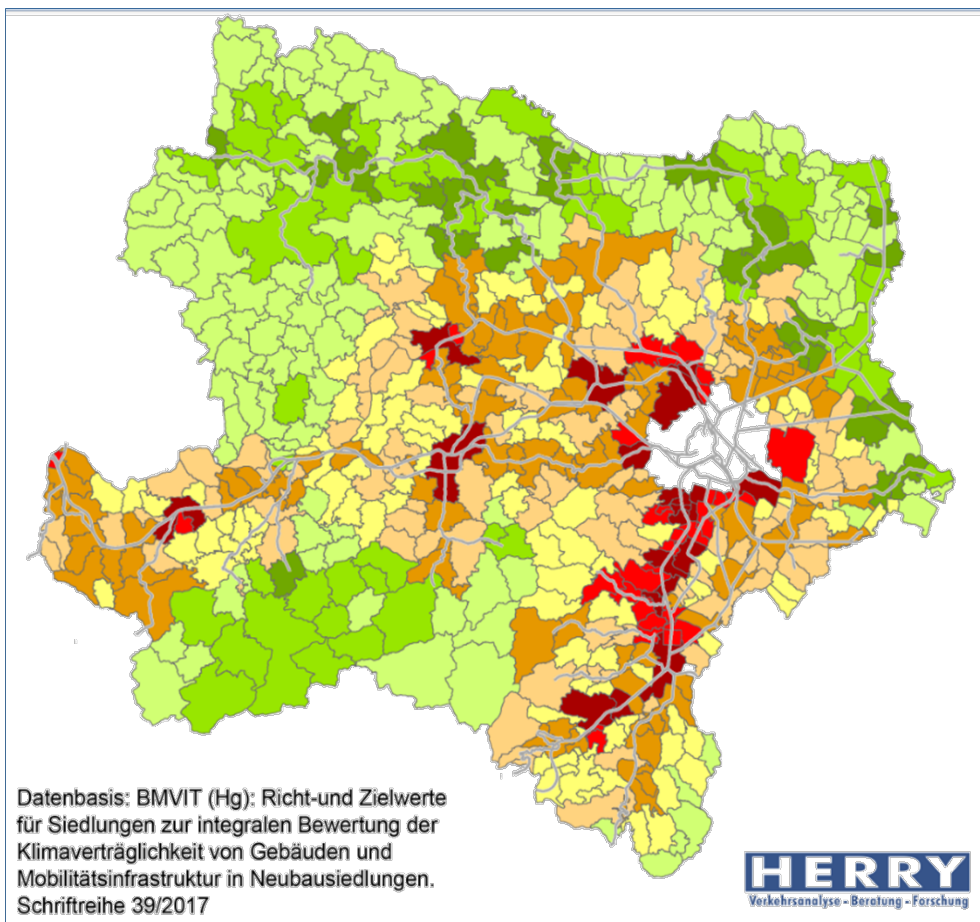 Datenbasis: BMVIT (Hg): Richt-und Zielwerte
für Siedlungen zur integralen Bewertung der
Klimaverträglichkeit von Gebäuden und
Mobilitätsinfrastruktur in Neubausiedlungen.
Schriftreihe 39/2017
HERRY
Verkehrsanalyse - Beratung - Forschung